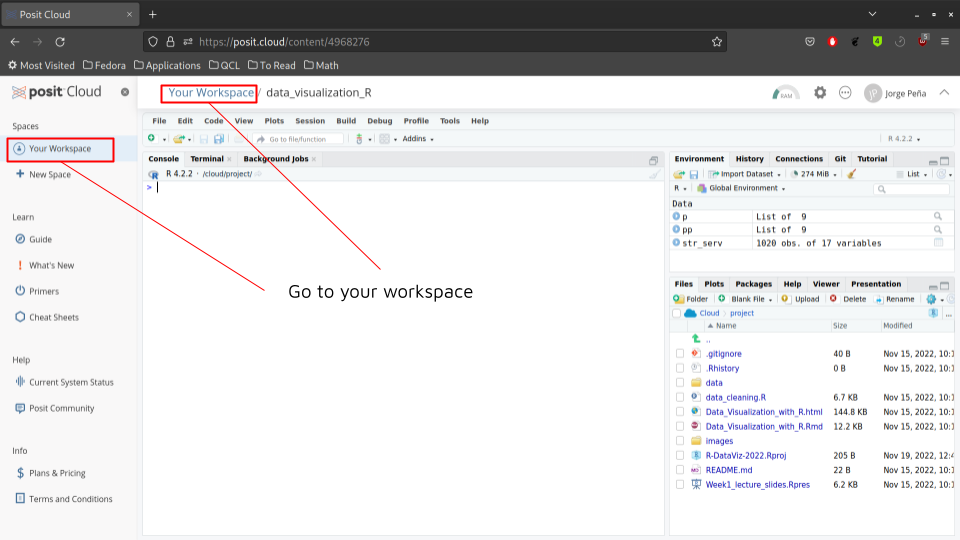 Posit Cloud
https://posit.cloud/content/4968276
5
4
Most Visited Fedora Applications QCL To Read Math
posit Cloud
Your Workspace / data_visualization_R
RAM
JP Jorge Peña
Spaces
Your Workspace
New Space
Learn
Guide
What's New
Primers
Cheat Sheets
Help
Current System Status
Posit Community
Info
Plans & Pricing
Terms and Conditions
File Edit Code View Plots Session Build Debug Profile Tools Help
Go to file/function Addins R 4.2.2
Console Terminal Background Jobs
R 4.2.2 · /cloud/project/
>
Go to your workspace
Environment History Connections Git Tutorial
Import Dataset 274 MiB List
R Global Environment
Data
p List of 9
pp List of 9
str_serv 1020 obs. of 17 variables
Files Plots Packages Help Viewer Presentation
Folder Blank File Upload Delete Rename
Cloud project ...
Name Size Modified
..
.gitignore 40 B Nov 15, 2022, 10:1
.Rhistory 0 B Nov 15, 2022, 10:1
data
data_cleaning.R 6.7 KB Nov 15, 2022, 10:1
Data_Visualization_with_R.html 144.8 KB Nov 15, 2022, 10:1
Data_Visualization_with_R.Rmd 12.2 KB Nov 15, 2022, 10:1
images
R-DataViz-2022.Rproj 205 B Nov 19, 2022, 12:4
README.md 22 B Nov 15, 2022, 10:1
Week1_lecture_slides.Rpres 6.2 KB Nov 15, 2022, 10:1